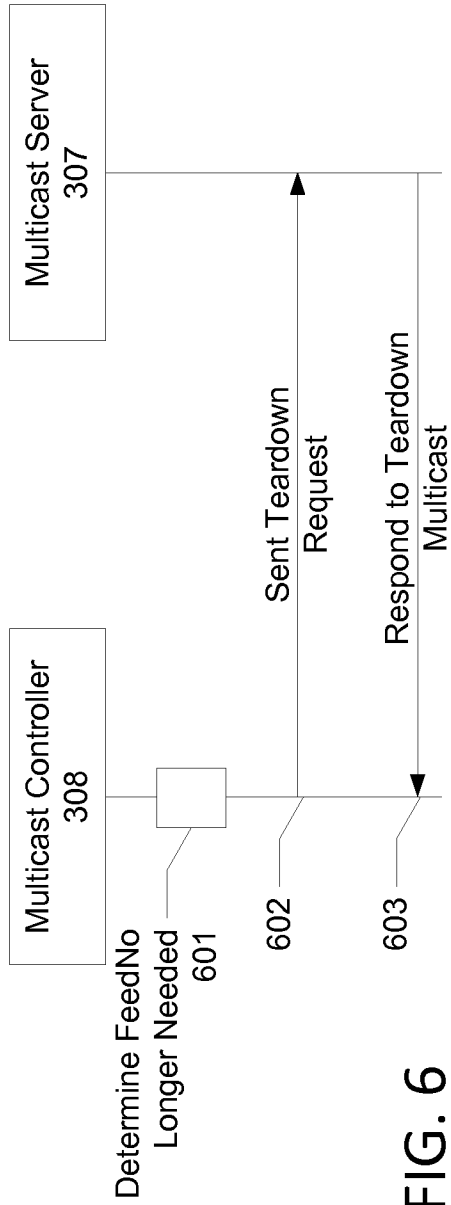 Multicast Controller
308
Multicast Server
307
Determine FeedNo
Longer Needed
601
602
Sent Teardown
Request
603
Respond to Teardown
Multicast
FIG. 6